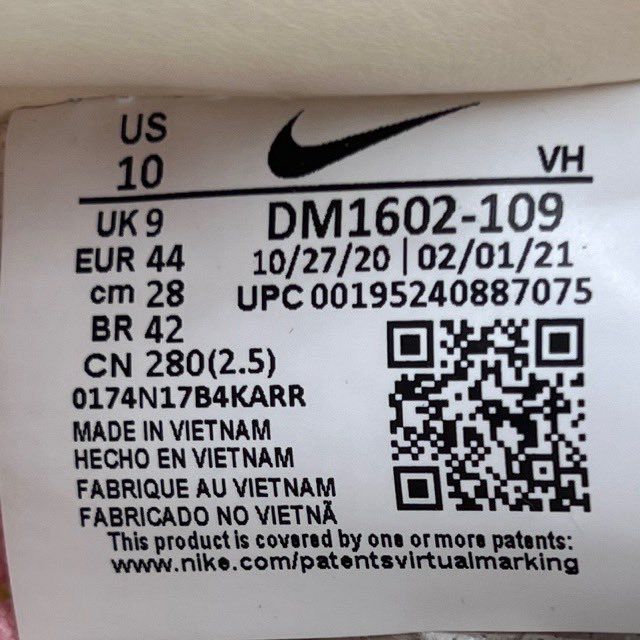 US
10
VH
UK 9
DM1602-109
EUR 44
10/27/20 | 02/01/21
cm 28
UPC 00195240887075
BR 42
CN 280(2.5)
0174N17B4KARR
MADE IN VIETNAM
HECHO EN VIETNAM
FABRIQUE AU VIETNAM
FABRICADO NO VIETNÃ
This product is covered by one or more patents:
www.nike.com/patentsvirtualmarking